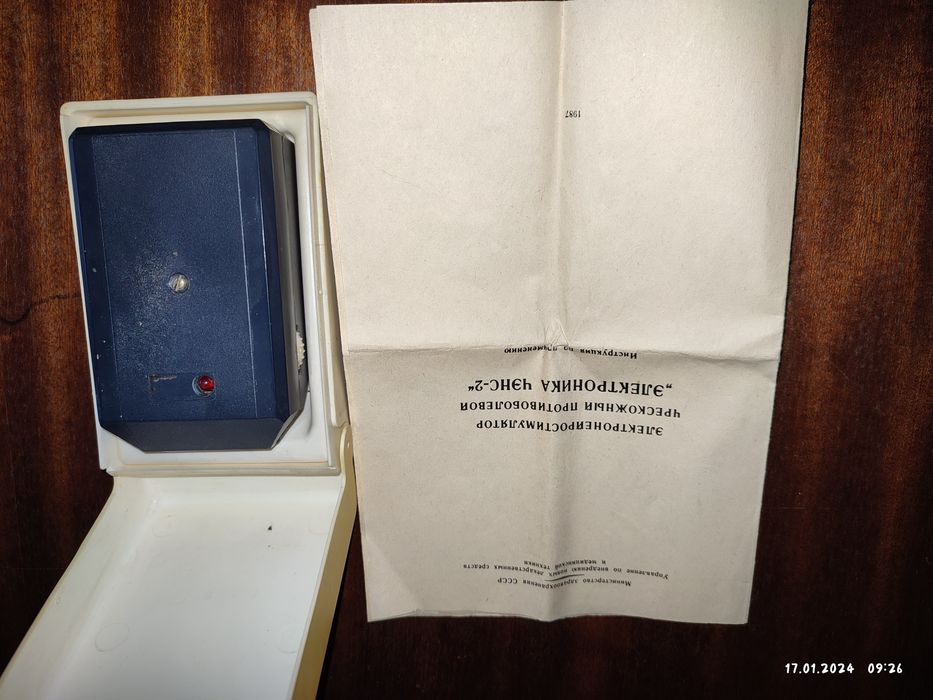 Министерство здравоохранения СССР
Управление по внедрению новых лекарственных средств
и медицинской техники
ЭЛЕКТРОНЕЙРОСТИМУЛЯТОР
ЧРЕСКОЖНЫЙ ПРОТИВОБОЛЕВОЙ
„ЭЛЕКТРОНИКА ЧЭНС-2“
Инструкция по применению
1987
17.01.2024 09:26